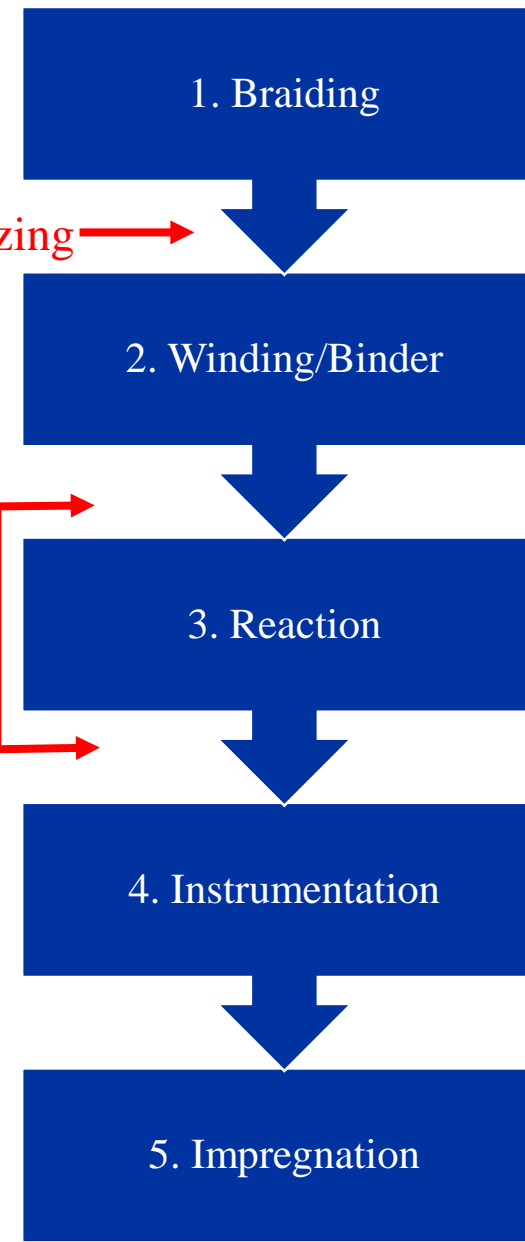 1. Braiding
2. Winding/Binder
3. Reaction
4. Instrumentation
5. Impregnation